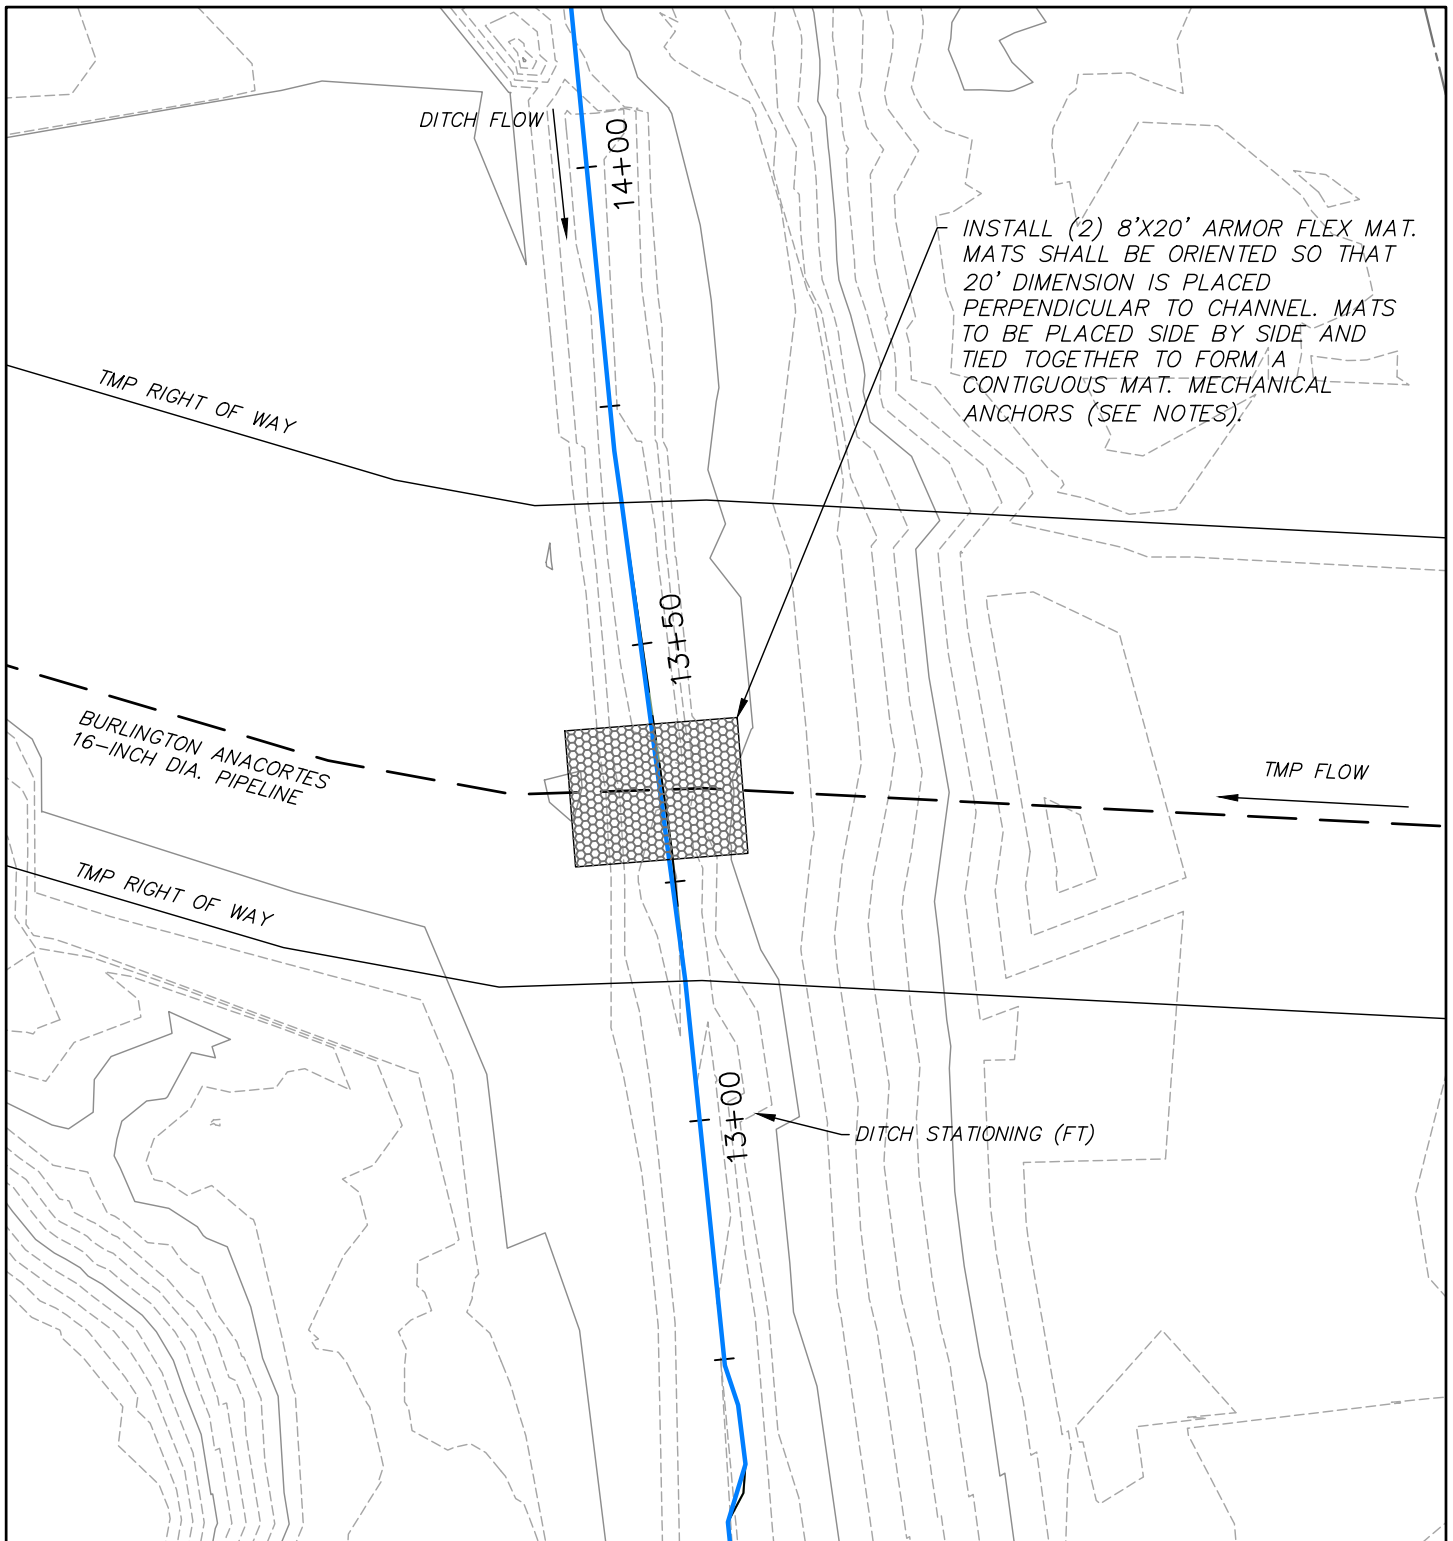 DITCH FLOW
14+00
INSTALL (2) 8'X20' ARMOR FLEX MAT.
MATS SHALL BE ORIENTED SO THAT
20' DIMENSION IS PLACED
PERPENDICULAR TO CHANNEL. MATS
TO BE PLACED SIDE BY SIDE AND
TIED TOGETHER TO FORM A
CONTIGUOUS MAT. MECHANICAL
ANCHORS (SEE NOTES).
TMP RIGHT OF WAY
13+50
BURLINGTON ANACORTES
16-INCH DIA. PIPELINE
TMP FLOW
TMP RIGHT OF WAY
13+00
DITCH STATIONING (FT)